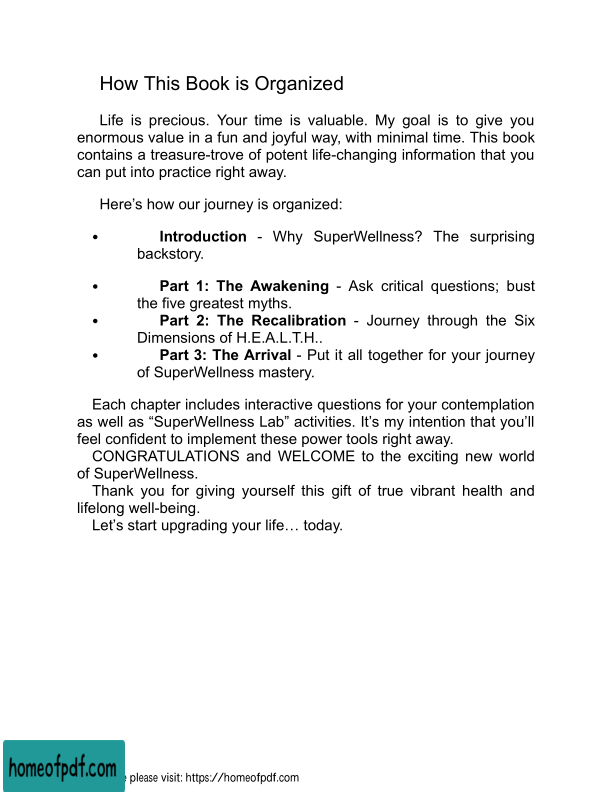 How This Book is Organized
Life is precious. Your time is valuable. My goal is to give you
enormous value in a fun and joyful way, with minimal time. This book
contains a treasure-trove of potent life-changing information that you
can put into practice right away.
Here’s how our journey is organized:
• Introduction - Why SuperWellness? The surprising
backstory.
• Part 1: The Awakening - Ask critical questions; bust
the five greatest myths.
• Part 2: The Recalibration - Journey through the Six
Dimensions of H.E.A.L.T.H..
• Part 3: The Arrival - Put it all together for your journey
of SuperWellness mastery.
Each chapter includes interactive questions for your contemplation
as well as “SuperWellness Lab” activities. It’s my intention that you’ll
feel confident to implement these power tools right away.
CONGRATULATIONS and WELCOME to the exciting new world
of SuperWellness.
Thank you for giving yourself this gift of true vibrant health and
lifelong well-being.
Let’s start upgrading your life… today.
homeofpdf.com
please visit: https://homeofpdf.com